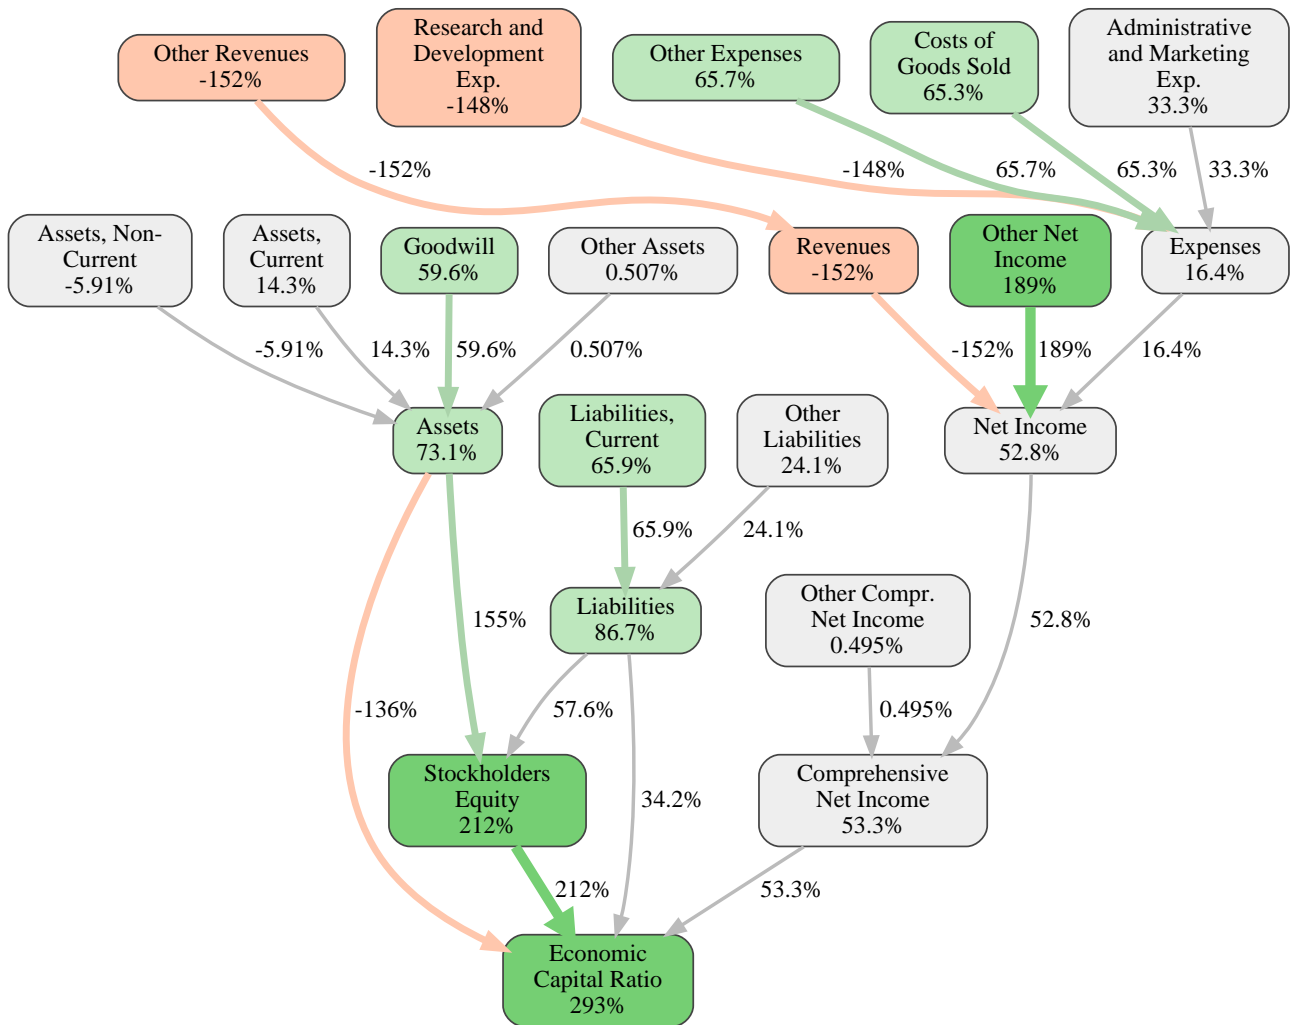 Other Revenues
-152%
Research and
Development
Exp.
-148%
Other Expenses
65.7%
Costs of
Goods Sold
65.3%
Administrative
and Marketing
Exp.
33.3%
-152%
-148%
65.7%
65.3%
33.3%
Assets, Non-
Current
-5.91%
Assets,
Current
14.3%
Goodwill
59.6%
Other Assets
0.507%
Revenues
-152%
Other Net
Income
189%
Expenses
16.4%
-5.91%
14.3%
59.6%
0.507%
-152%
189%
16.4%
Assets
73.1%
Liabilities,
Current
65.9%
Other
Liabilities
24.1%
Net Income
52.8%
65.9%
24.1%
155%
Liabilities
86.7%
Other Compr.
Net Income
0.495%
52.8%
-136%
57.6%
0.495%
Stockholders
Equity
212%
34.2%
Comprehensive
Net Income
53.3%
212%
53.3%
Economic
Capital Ratio
293%